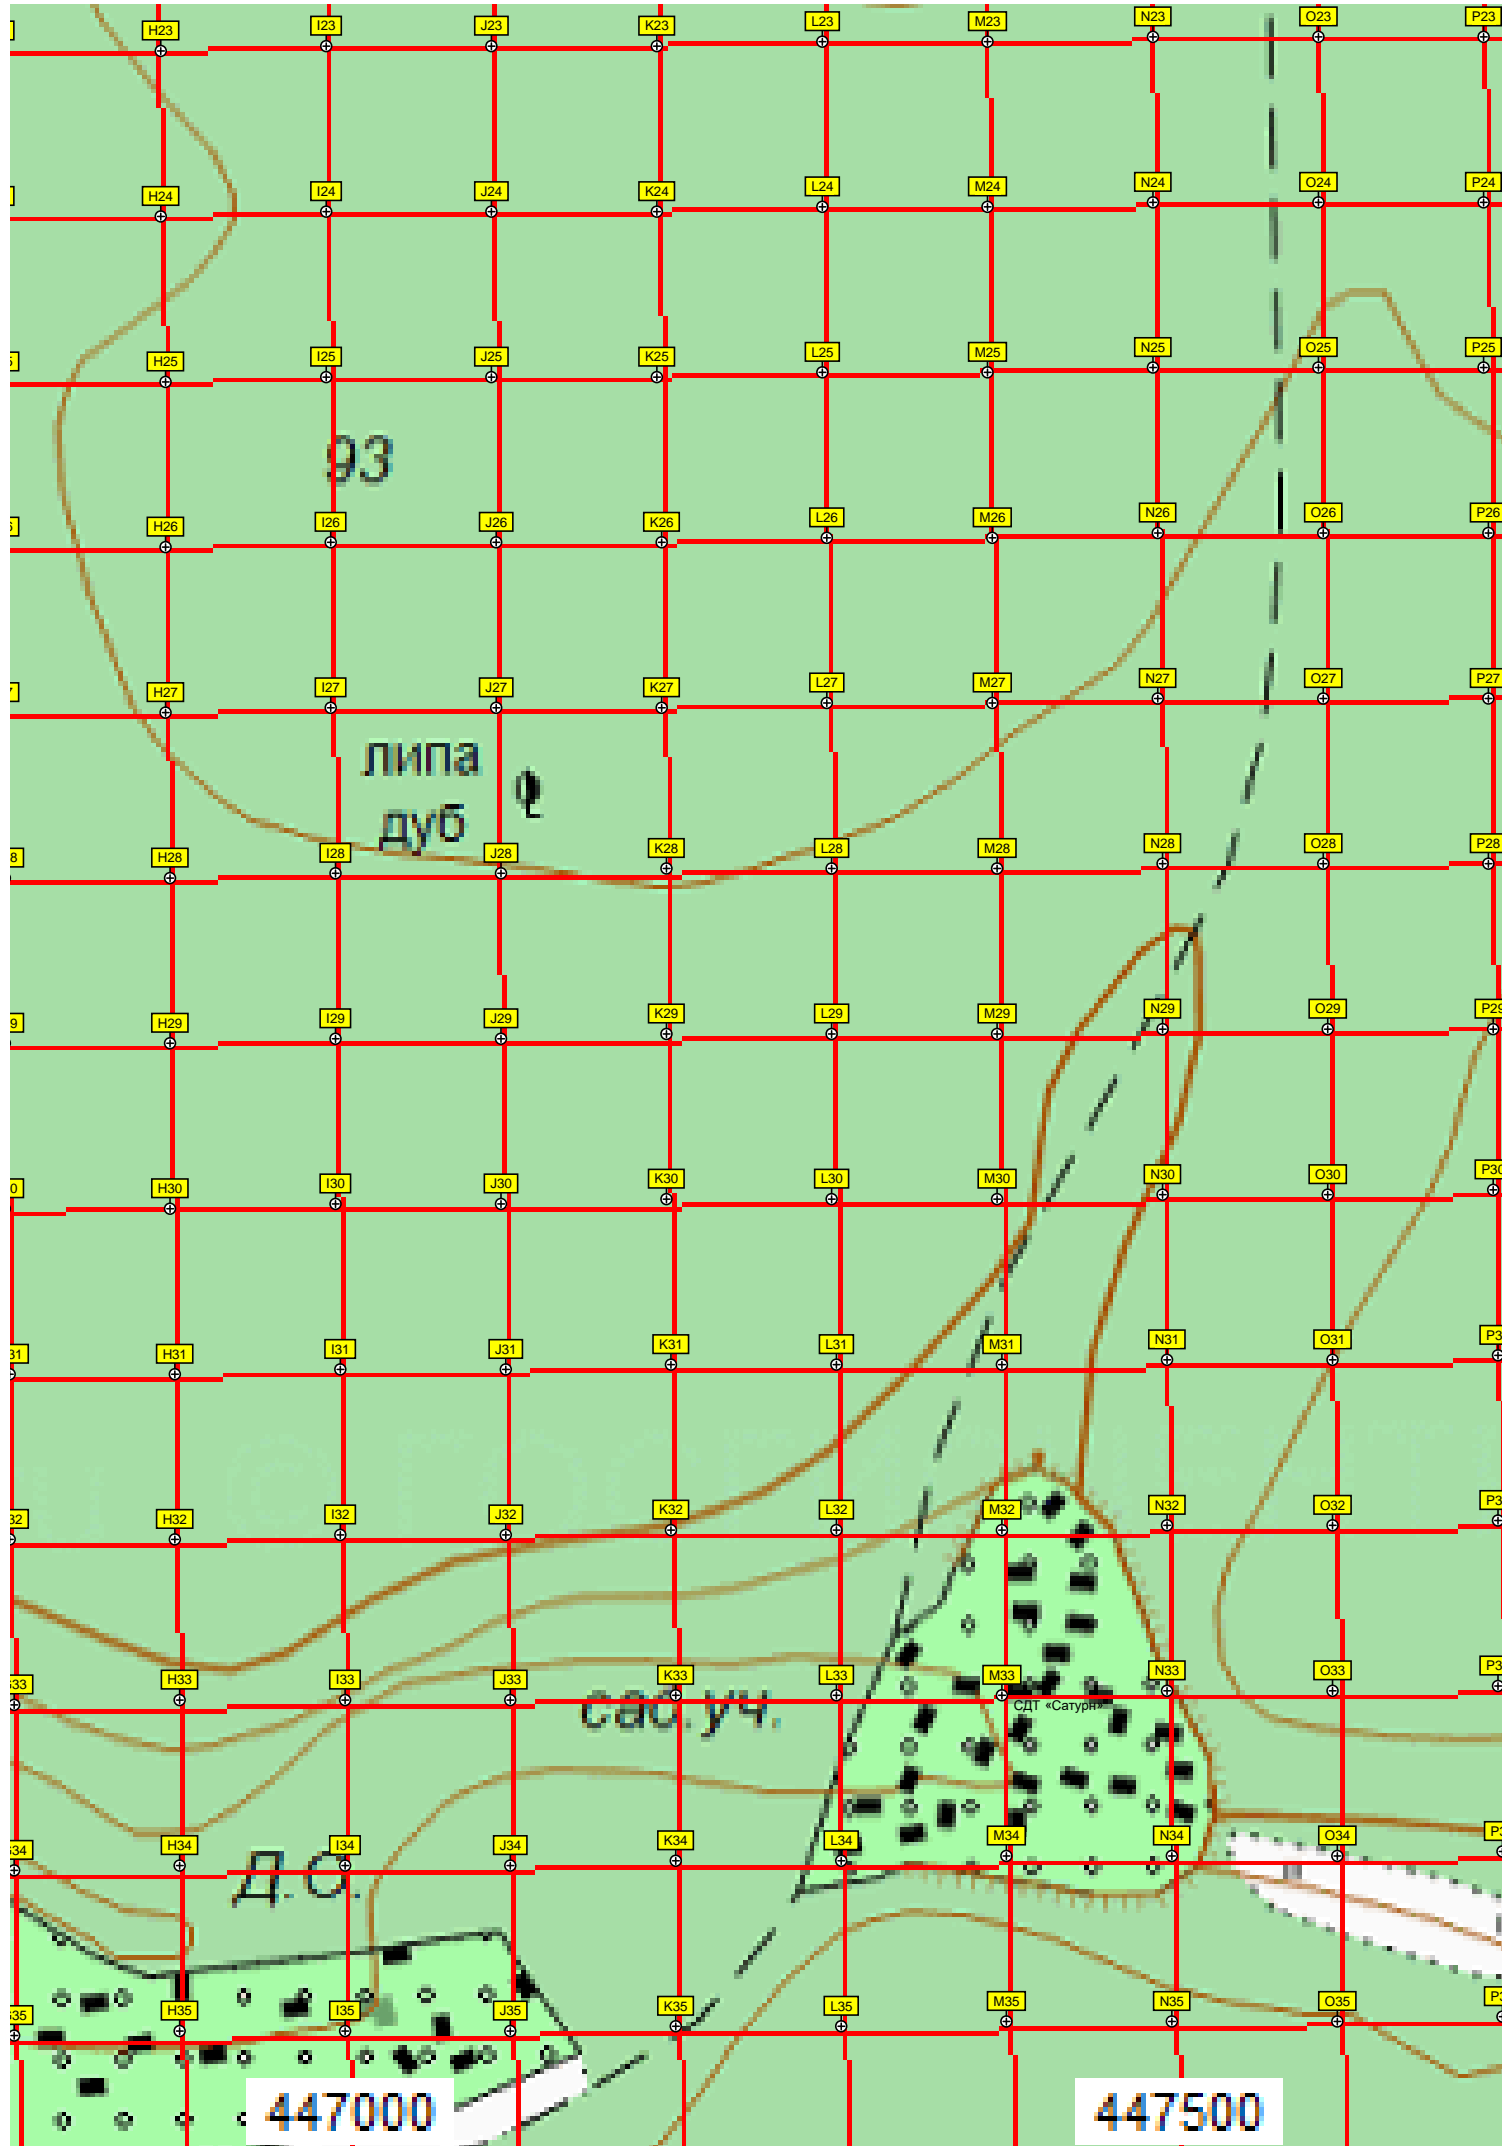 H23 I23 J23 K23 L23 M23 N23 O23 P23
H24 I24 J24 K24 L24 M24 N24 O24 P24
H25 I25 J25 K25 L25 M25 N25 O25 P25
93
H26 I26 J26 K26 L26 M26 N26 O26 P26
H27 I27 J27 K27 L27 M27 N27 O27 P27
липа
дуб
H28 I28 J28 K28 L28 M28 N28 O28 P28
H29 I29 J29 K29 L29 M29 N29 O29 P29
H30 I30 J30 K30 L30 M30 N30 O30 P30
H31 I31 J31 K31 L31 M31 N31 O31
H32 I32 J32 K32 L32 M32 N32 O32
H33 I33 J33 K33 L33 M33 N33 O33
сад. уч.
СДТ «Сатурн»
H34 I34 J34 K34 L34 M34 N34 O34
Д.О.
H35 I35 J35 K35 L35 M35 N35 O35
447000 447500